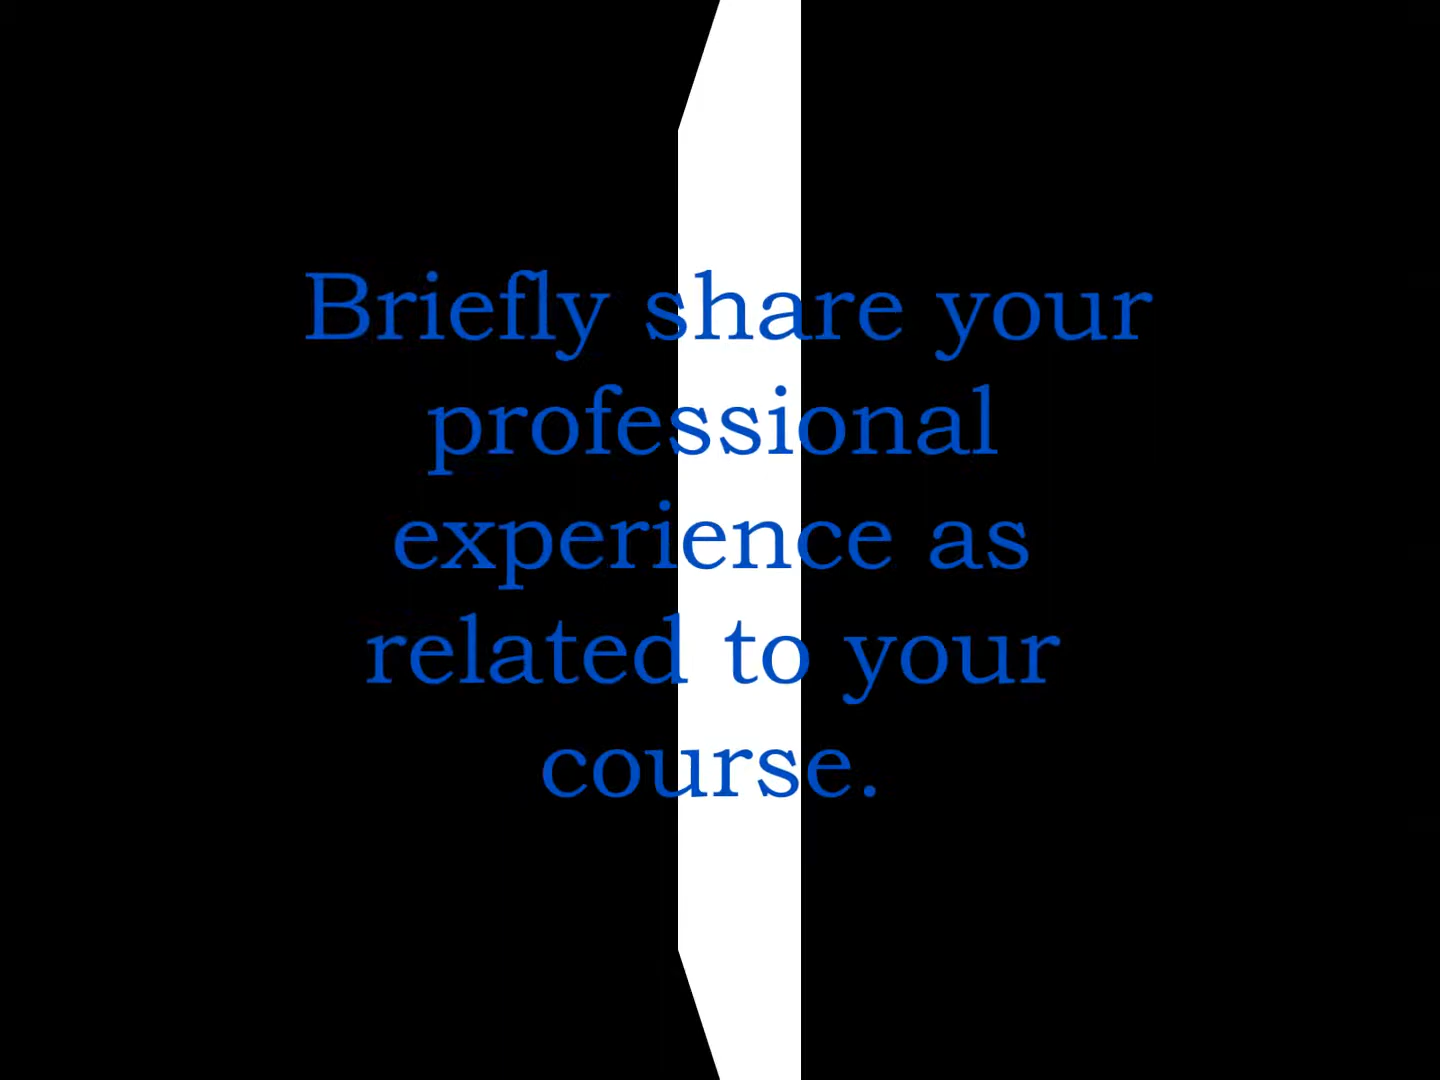 Briefly share your
professional
experience as
related to your
course.